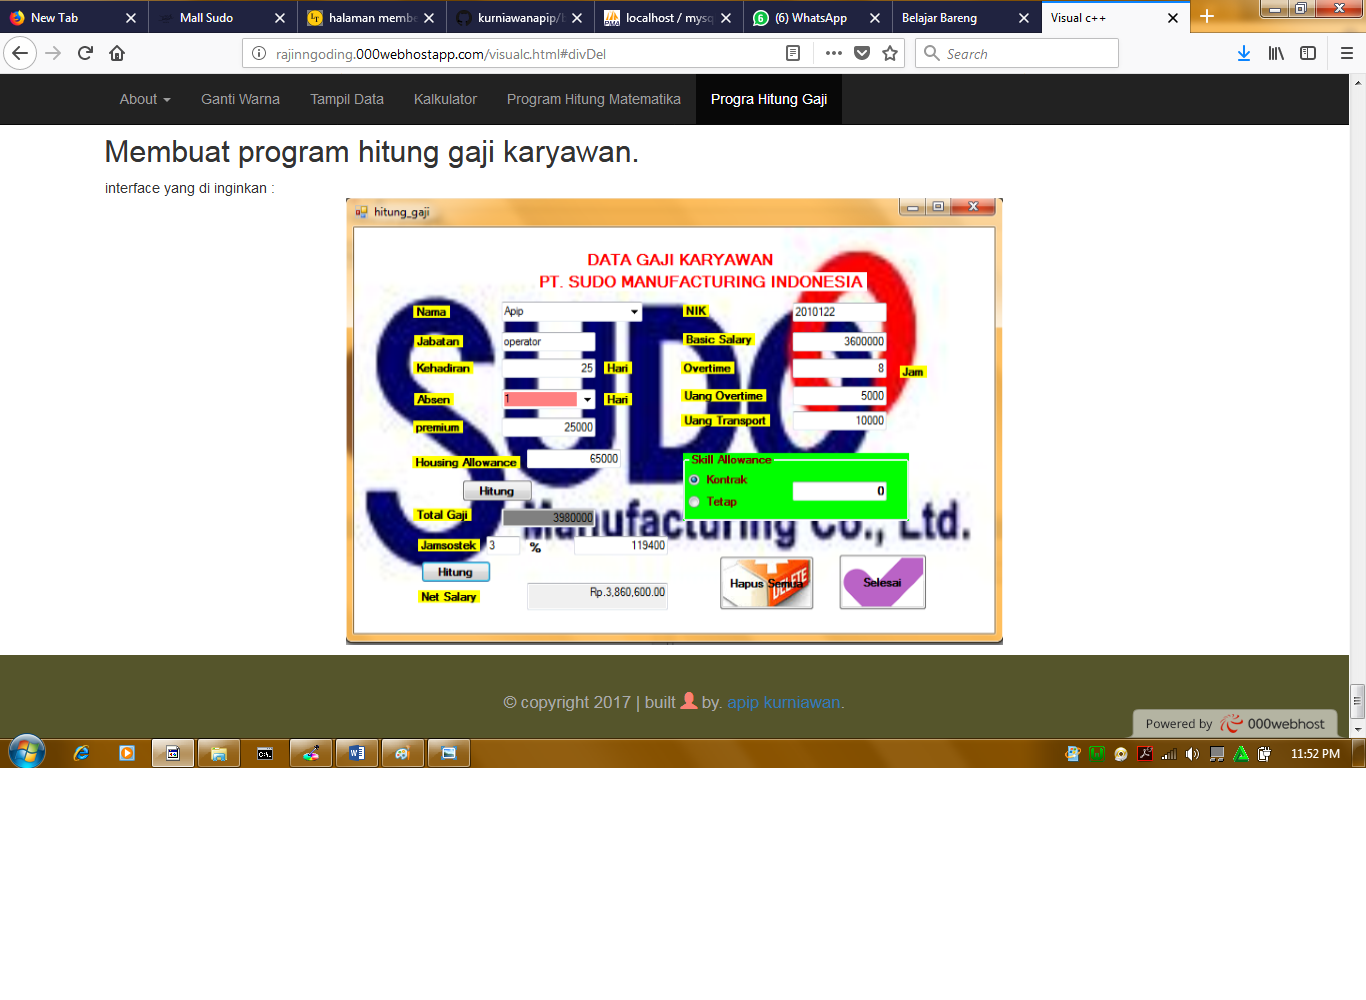 New Tab
Mall Sudo
halaman membe
kurniawanapip/b
localhost / mysq
(6) WhatsApp
Belajar Bareng
Visual c++
rajinngoding.000webhostapp.com/visualc.html#divDel
Search
About
Ganti Warna
Tampil Data
Kalkulator
Program Hitung Matematika
Progra Hitung Gaji
Membuat program hitung gaji karyawan.
interface yang di inginkan :
hitung_gaji
DATA GAJI KARYAWAN
PT. SUDO MANUFACTURING INDONESIA
SUDO
Manufacturing Co., Ltd.
Nama Apip NIK 2010122
Jabatan operator Basic Salary 3600000
Kehadiran 25 Hari Overtime 8 Jam
Absen 1 Hari Uang Overtime 5000
premium 25000 Uang Transport 10000
Housing Allowance 65000 Skill Allowance
Kontrak 0
Hitung
Tetap
Total Gaji 3980000
Jamsostek 3 % 119400
Hitung
Hapus Semua
DELETE
Selesai
Net Salary Rp.3,860,600.00
© copyright 2017 | built by. apip kurniawan.
Powered by 000webhost
11:52 PM